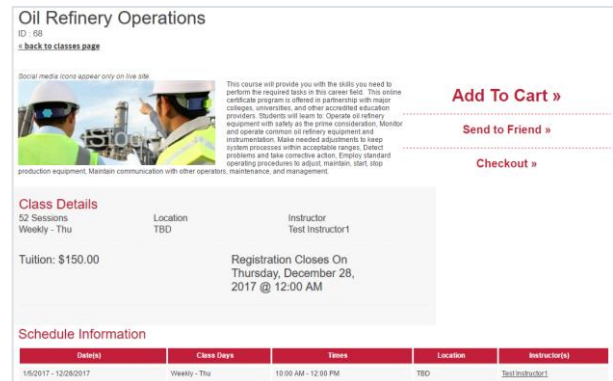 Oil Refinery Operations
ID : 68
« back to classes page
Social media icons appear only on live site
iStock
This course will provide you with the skills you need to
perform the required tasks in this career field. This online
certificate program is offered in partnership with major
colleges, universities, and other accredited education
providers. Students will learn to: Operate oil refinery
equipment with safety as the prime consideration, Monitor
and operate common oil refinery equipment and
instrumentation, Make needed adjustments to keep
system processes within acceptable ranges, Detect
problems and take corrective action, Employ standard
operating procedures to adjust, maintain, start, stop
production equipment, Maintain communication with other operators, maintenance, and management.
Add To Cart »
Send to Friend »
Checkout »
Class Details
52 Sessions Location Instructor
Weekly - Thu TBD Test Instructor1
Tuition: $150.00 Registration Closes On
Thursday, December 28,
2017 @ 12:00 AM
Schedule Information
Date(s) Class Days Times Location Instructor(s)
1/5/2017 - 12/28/2017 Weekly - Thu 10:00 AM - 12:00 PM TBD Test Instructor1